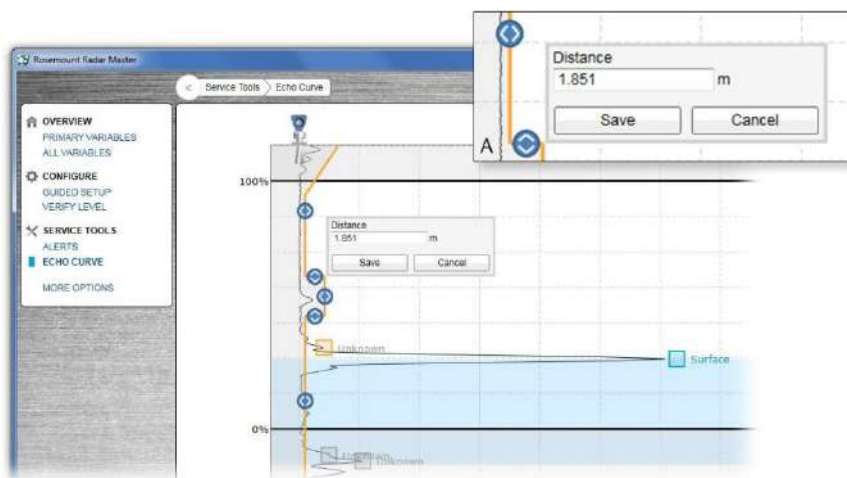 Rosemount Radar Master
Service Tools
Echo Curve
OVERVIEW
PRIMARY VARIABLES
ALL VARIABLES
CONFIGURE
GUIDED SETUP
VERIFY LEVEL
SERVICE TOOLS
ALERTS
ECHO CURVE
MORE OPTIONS
100%
Distance
1.851 m
Save Cancel
Unknown
Surface
0%
Unknown
Unknown
Distance
1.851 m
Save Cancel
A